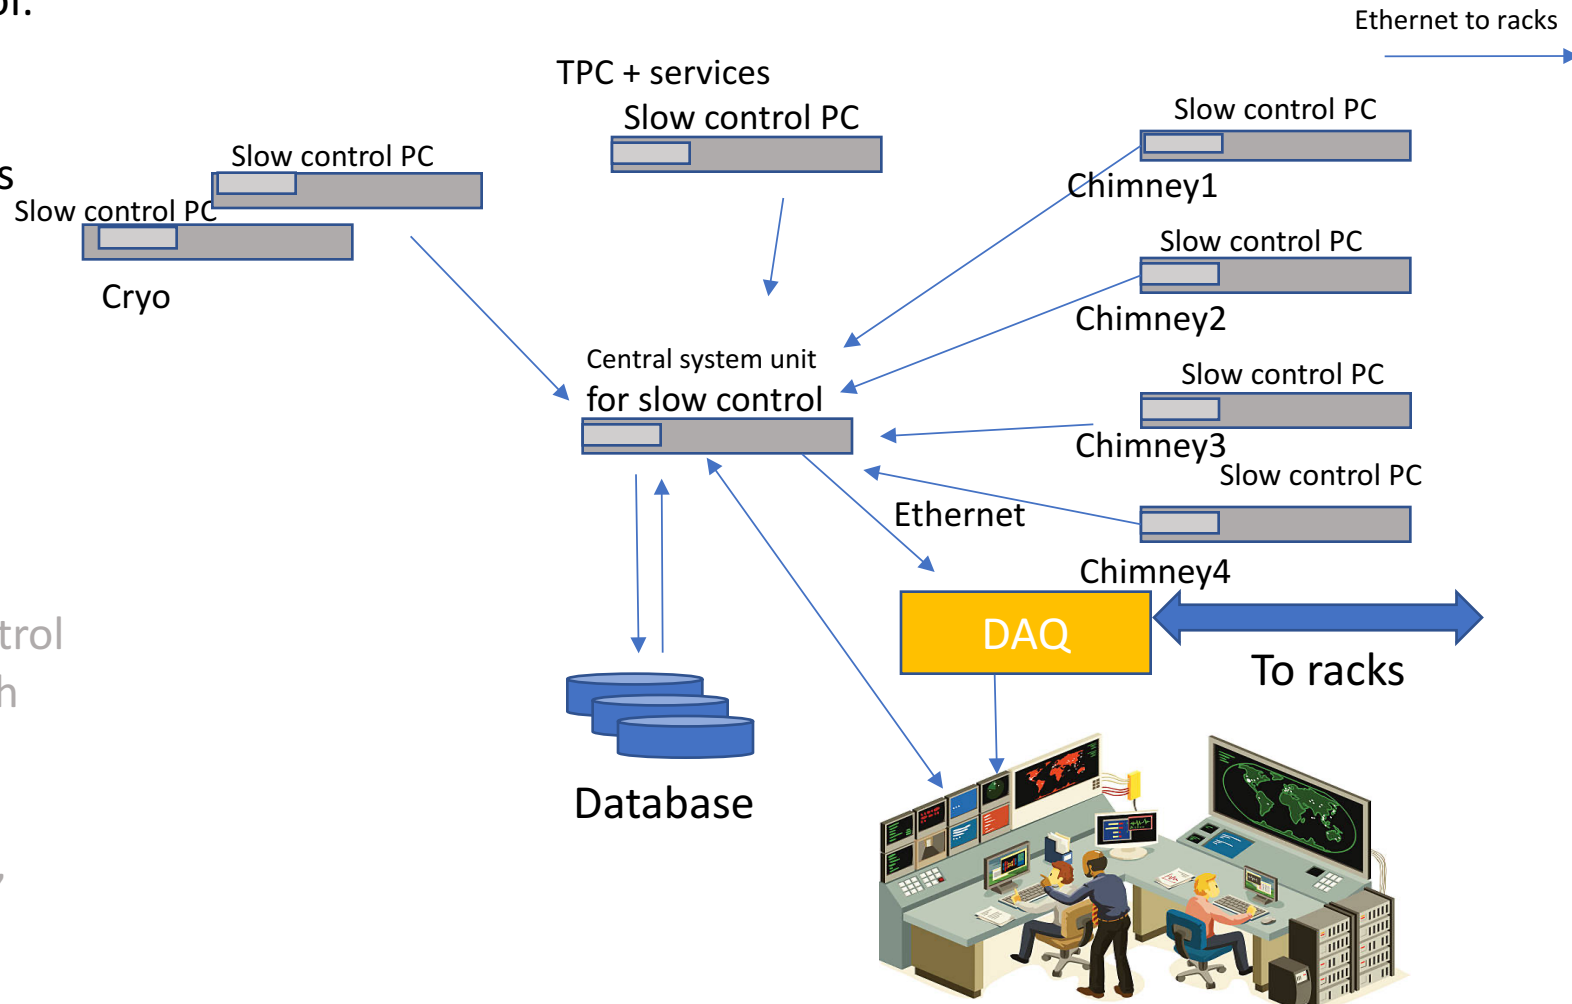 Ethernet to racks
TPC + services
Slow control PC
Slow control PC
Slow control PC
Slow control PC
Cryo
Chimney1
Slow control PC
Chimney2
Central system unit
for slow control
Slow control PC
Chimney3
Slow control PC
Ethernet
Chimney4
DAQ
To racks
Database